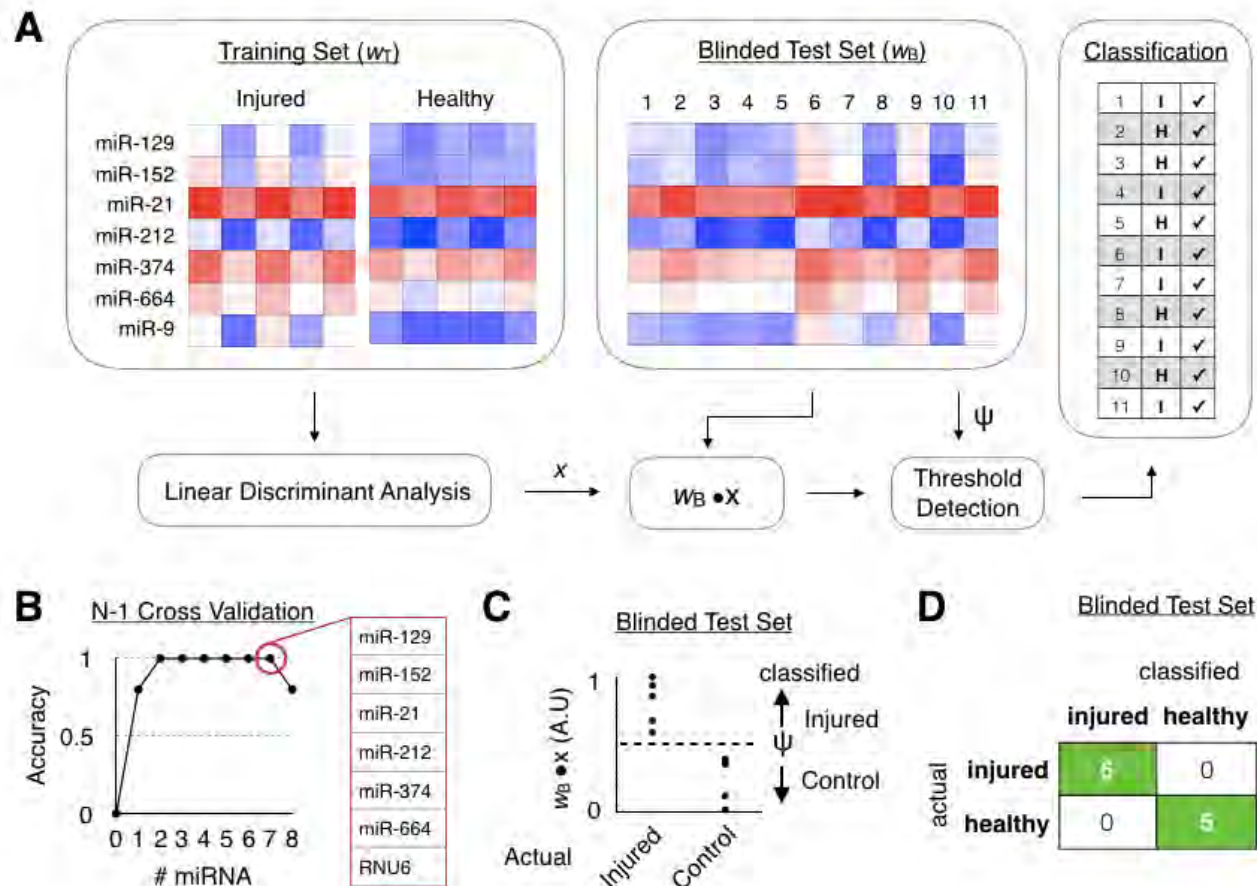 A
Training Set (wT)
Injured Healthy
miR-129
miR-152
miR-21
miR-212
miR-374
miR-664
miR-9
Blinded Test Set (wB)
1 2 3 4 5 6 7 8 9 10 11
Classification
1 I ✓
2 H ✓
3 H ✓
4 I ✓
5 H ✓
6 I ✓
7 I ✓
8 H ✓
9 I ✓
10 H ✓
11 I ✓
Linear Discriminant Analysis
x
wB •x
ψ
Threshold
Detection
B
N-1 Cross Validation
Accuracy
1
0.5
0
0 1 2 3 4 5 6 7 8
# miRNA
miR-129
miR-152
miR-21
miR-212
miR-374
miR-664
RNU6
C
Blinded Test Set
wB•x (A.U)
1
0
classified
Injured
ψ
Control
Actual
Injured
Control
D
Blinded Test Set
classified
injured healthy
actual
injured 6 0
healthy 0 5